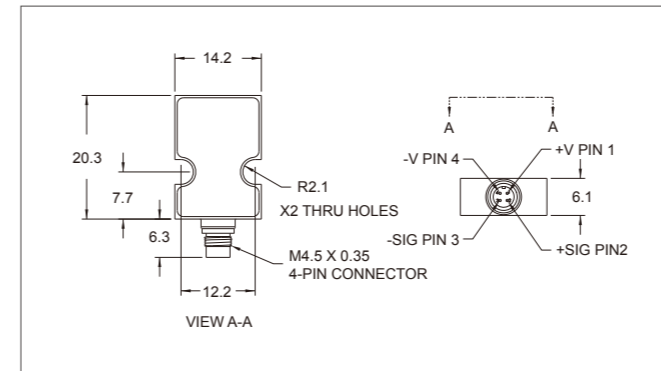 14.2
20.3
7.7
6.3
R2.1
X2 THRU HOLES
M4.5 X 0.35
4-PIN CONNECTOR
12.2
VIEW A-A
A
A
-V PIN 4
+V PIN 1
6.1
-SIG PIN 3
+SIG PIN2